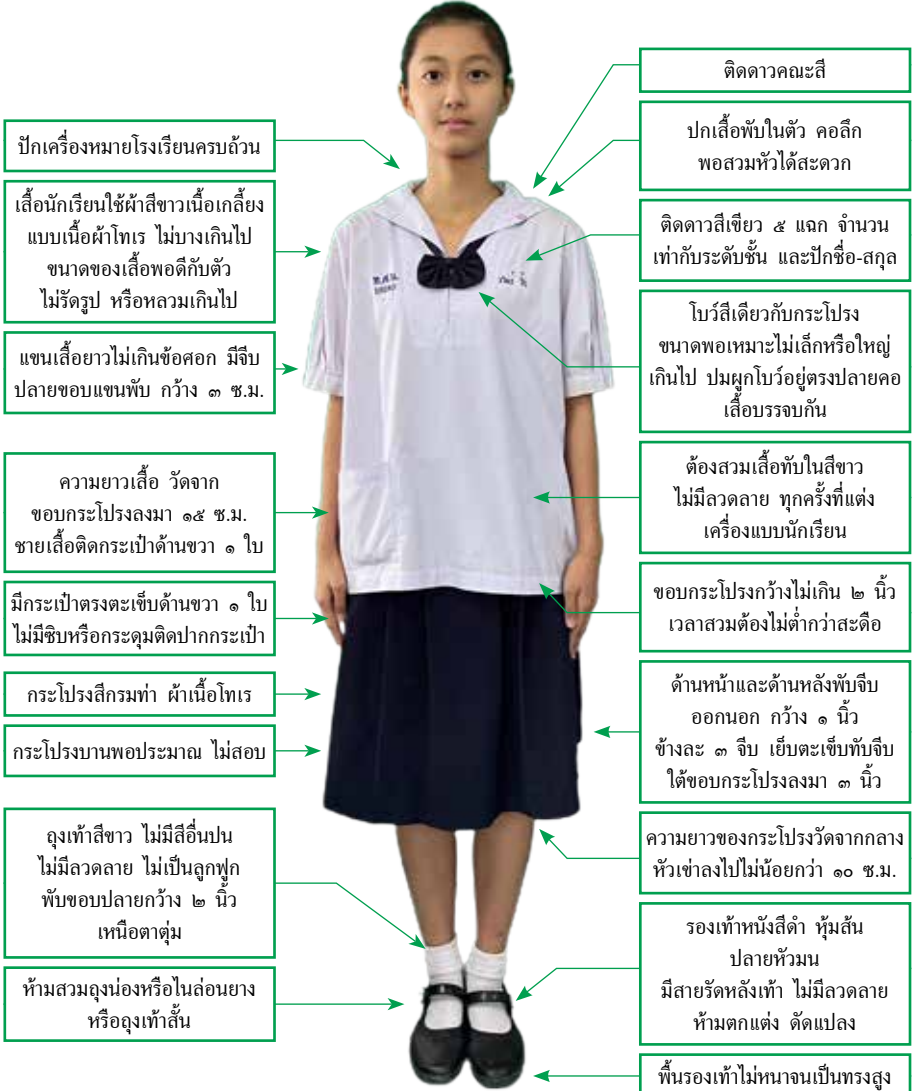 ปักเครื่องหมายโรงเรียนครบถ้วน
เสื้อนักเรียนใช้ผ้าสีขาวเนื้อเกลี้ยง
แบบเนื้อผ้าโทเร ไม่บางเกินไป
ขนาดของเสื้อพอดีกับตัว
ไม่รัดรูป หรือหลวมเกินไป
แขนเสื้อยาวไม่เกินข้อศอก มีจีบ
ปลายขอบแขนพับ กว้าง ๓ ซ.ม.
ความยาวเสื้อ วัดจาก
ขอบกระโปรงลงมา ๑๕ ซ.ม.
ชายเสื้อติดกระเป๋าด้านขวา ๑ ใบ
มีกระเป๋าตรงตะเข็บด้านขวา ๑ ใบ
ไม่มีซิบหรือกระดุมติดปากกระเป๋า
กระโปรงสีกรมท่า ผ้าเนื้อโทเร
กระโปรงบานพอประมาณ ไม่สอบ
ถุงเท้าสีขาว ไม่มีสีอื่นปน
ไม่มีลวดลาย ไม่เป็นลูกฟูก
พับขอบปลายกว้าง ๒ นิ้ว
เหนือตาตุ่ม
ห้ามสวมถุงน่องหรือไนล่อนยาง
หรือถุงเท้าสั้น
ติดดาวคณะสี
ปกเสื้อพับในตัว คอลึก
พอสวมหัวได้สะดวก
ติดดาวสีเขียว ๕ แฉก จำนวน
เท่ากับระดับชั้น และปักชื่อ-สกุล
โบว์สีเดียวกับกระโปรง
ขนาดพอเหมาะไม่เล็กหรือใหญ่
เกินไป ปมผูกโบว์อยู่ตรงปลายคอ
เสื้อบรรจบกัน
ต้องสวมเสื้อทับในสีขาว
ไม่มีลวดลาย ทุกครั้งที่แต่ง
เครื่องแบบนักเรียน
ขอบกระโปรงกว้างไม่เกิน ๒ นิ้ว
เวลาสวมต้องไม่ต่ำกว่าสะดือ
ด้านหน้าและด้านหลังพับจีบ
ออกนอก กว้าง ๑ นิ้ว
ข้างละ ๓ จีบ เย็บตะเข็บทับจีบ
ใต้ขอบกระโปรงลงมา ๓ นิ้ว
ความยาวของกระโปรงวัดจากกลาง
หัวเข่าลงไปไม่น้อยกว่า ๑๐ ซ.ม.
รองเท้าหนังสีดำ หุ้มส้น
ปลายหัวมน
มีสายรัดหลังเท้า ไม่มีลวดลาย
ห้ามตกแต่ง ดัดแปลง
พื้นรองเท้าไม่หนาจนเป็นทรงสูง